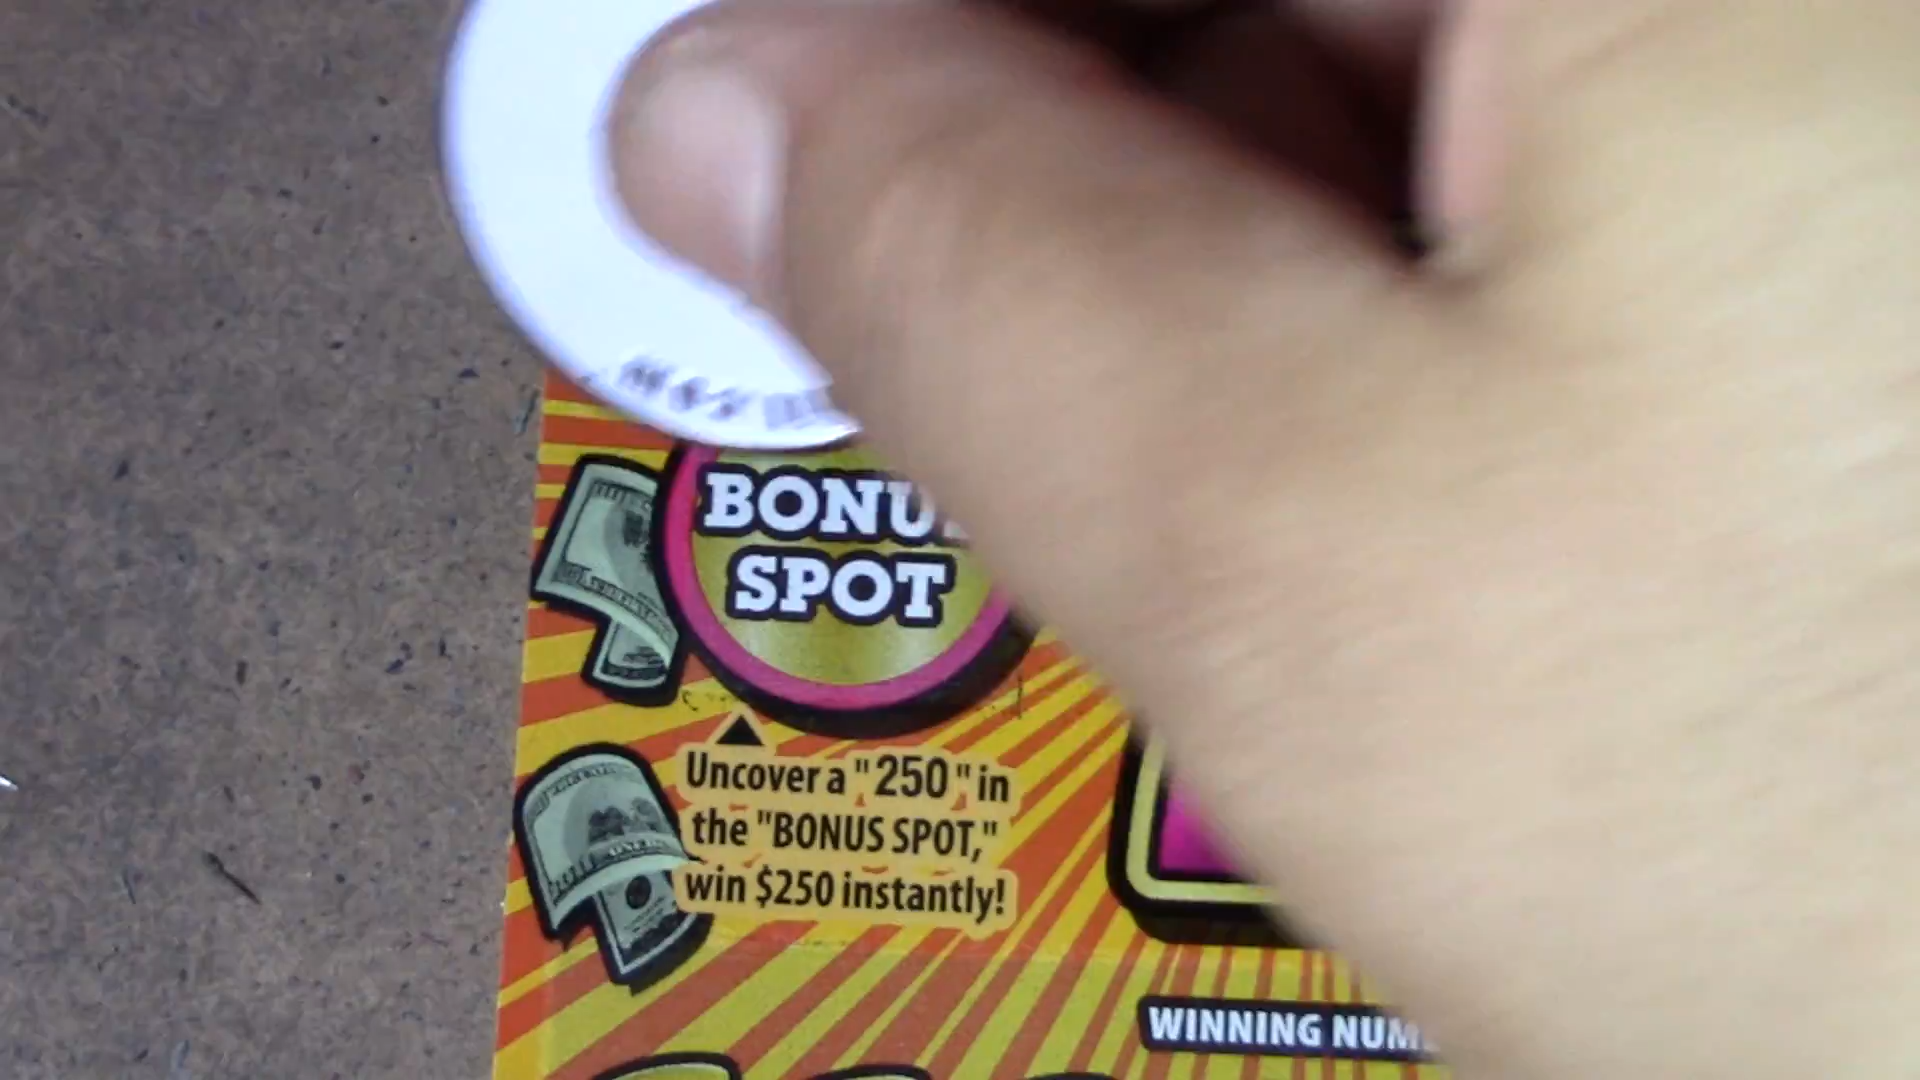 BONU
SPOT
Uncover a "250" in
the "BONUS SPOT,"
win $250 instantly!
WINNING NUM